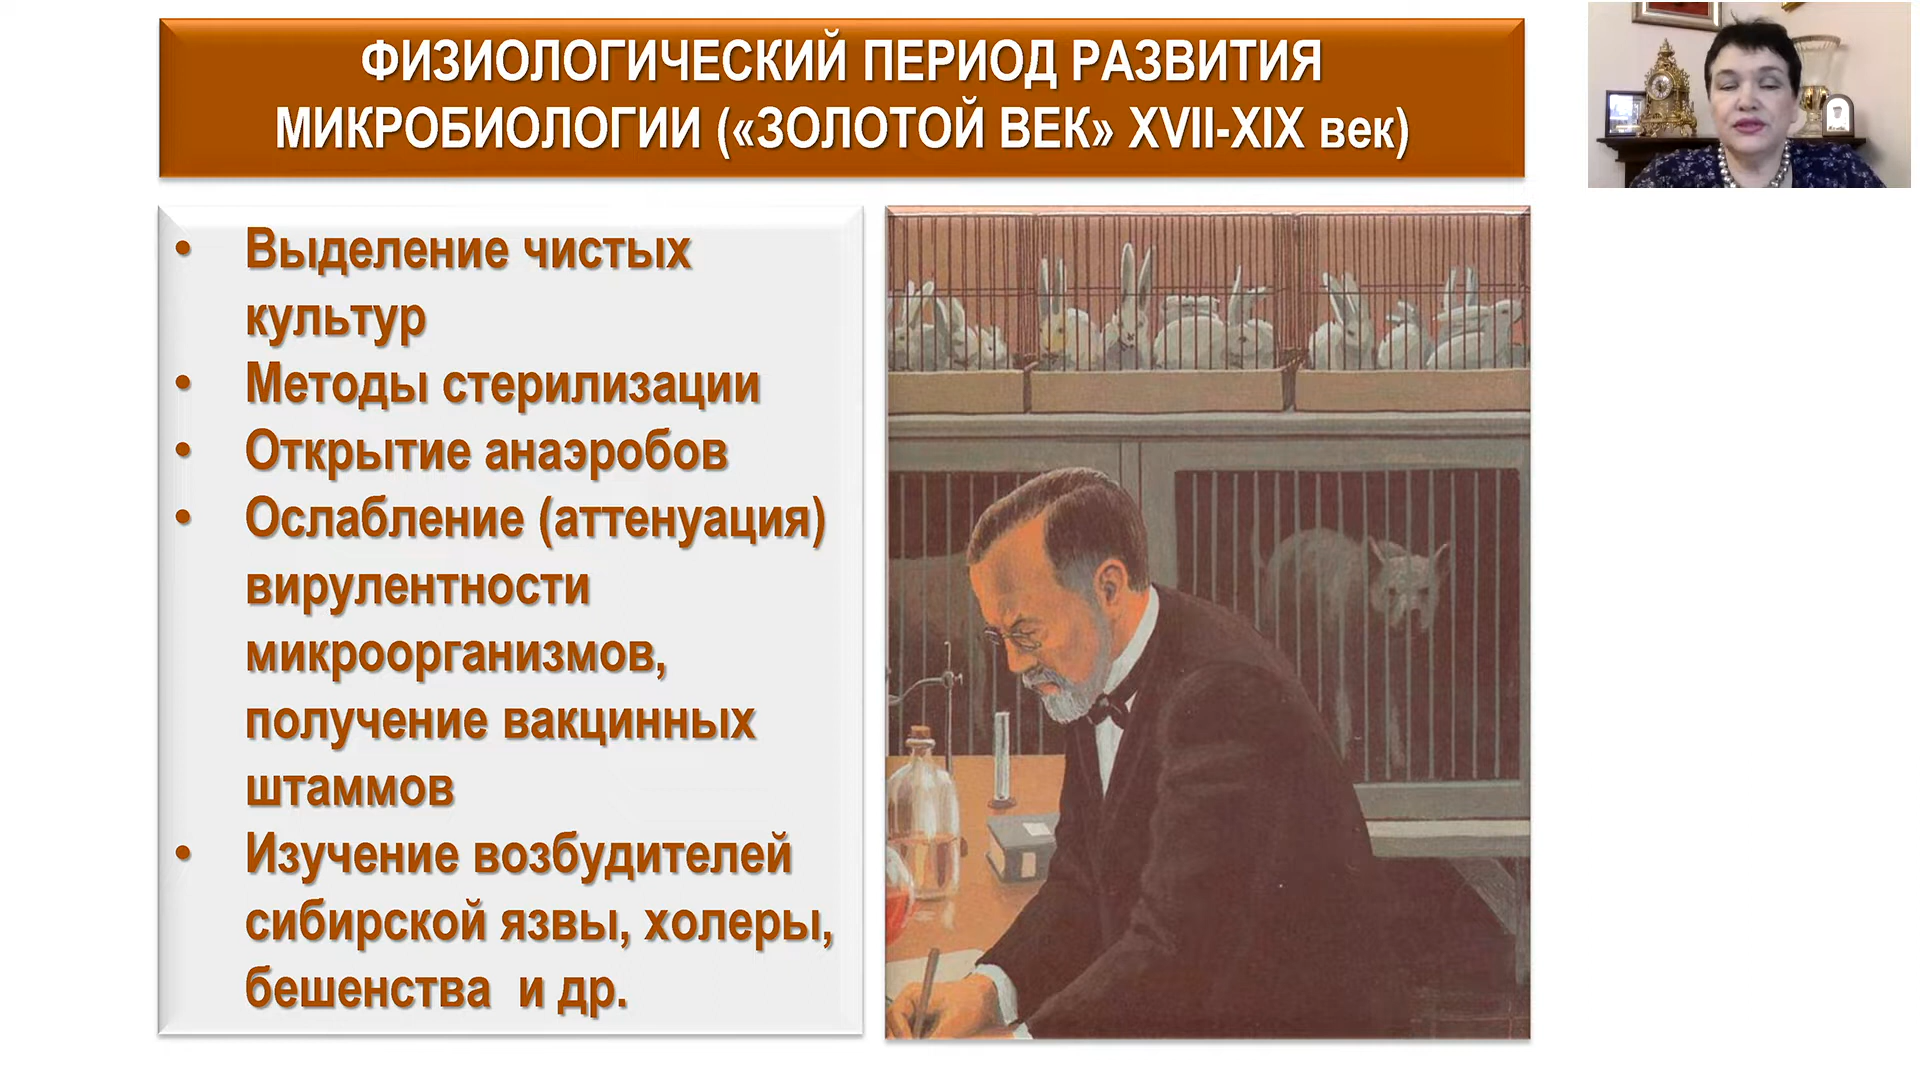 ФИЗИОЛОГИЧЕСКИЙ ПЕРИОД РАЗВИТИЯ
МИКРОБИОЛОГИИ («ЗОЛОТОЙ ВЕК» XVII-XIX век)
• Выделение чистых
культур
• Методы стерилизации
• Открытие анаэробов
• Ослабление (аттенуация)
вирулентности
микроорганизмов,
получение вакцинных
штаммов
• Изучение возбудителей
сибирской язвы, холеры,
бешенства и др.